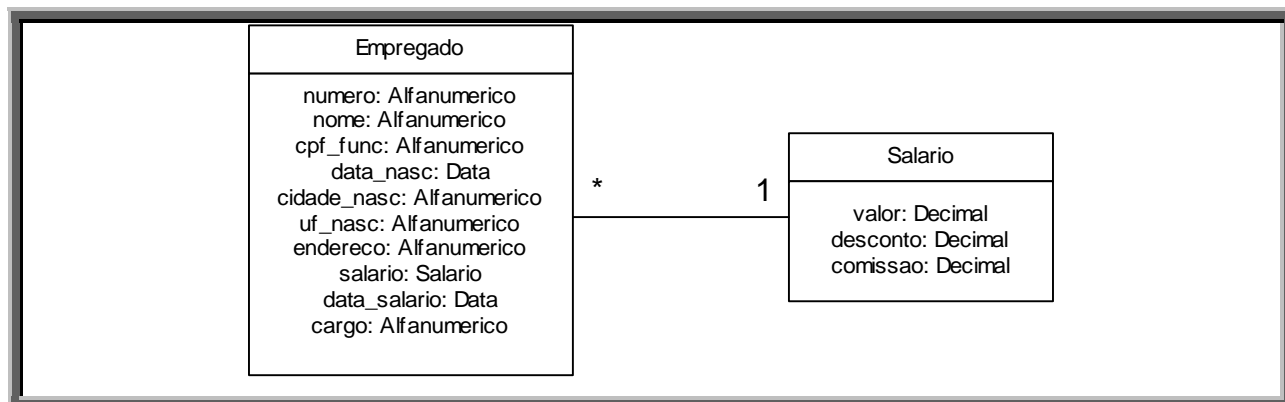 Empregado
numero: Alfanumerico
nome: Alfanumerico
cpf_func: Alfanumerico
data_nasc: Data
cidade_nasc: Alfanumerico
uf_nasc: Alfanumerico
endereco: Alfanumerico
salario: Salario
data_salario: Data
cargo: Alfanumerico
* 1
Salario
valor: Decimal
desconto: Decimal
comissao: Decimal